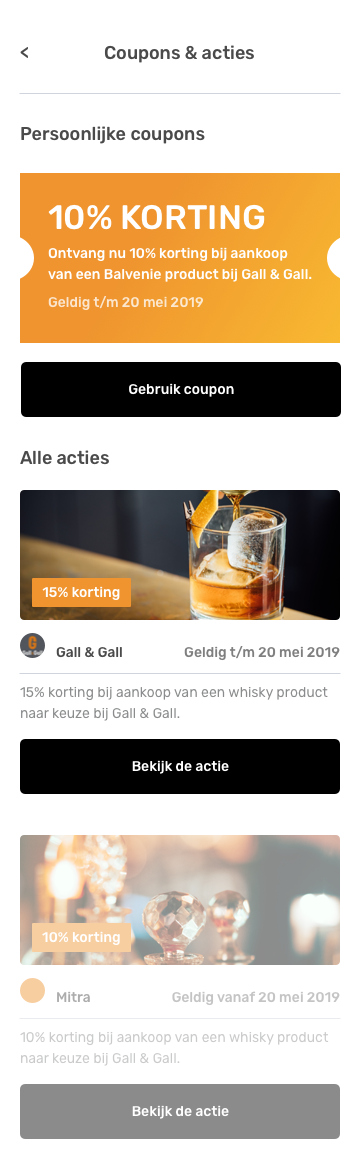 <
Coupons & acties
Persoonlijke coupons
10% KORTING
Ontvang nu 10% korting bij aankoop
van een Balvenie product bij Gall & Gall.
Geldig t/m 20 mei 2019
Gebruik coupon
Alle acties
15% korting
Gall & Gall
Geldig t/m 20 mei 2019
15% korting bij aankoop van een whisky product
naar keuze bij Gall & Gall.
Bekijk de actie
10% korting
Mitra
Geldig vanaf 20 mei 2019
10% korting bij aankoop van een whisky product
naar keuze bij Gall & Gall.
Bekijk de actie